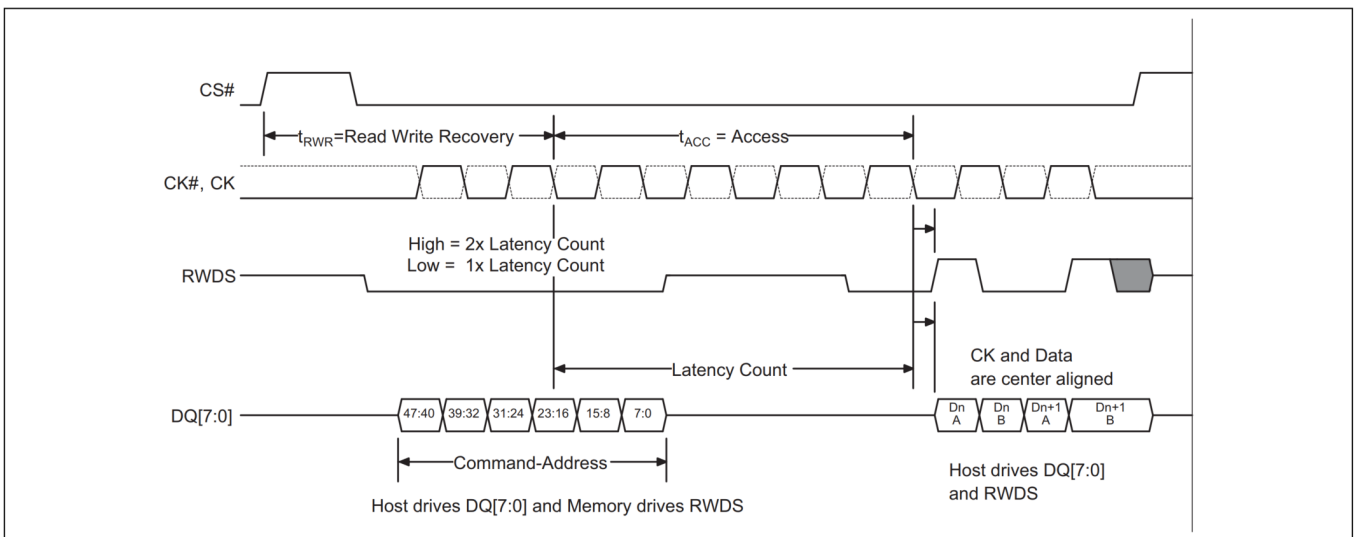 CS#
t_RWR=Read Write Recovery
t_ACC = Access
CK#, CK
High = 2x Latency Count
Low = 1x Latency Count
RWDS
Latency Count
CK and Data
are center aligned
DQ[7:0]
47:40 39:32 31:24 23:16 15:8 7:0
Dn A
Dn B
Dn+1 A
Dn+1 B
Command-Address
Host drives DQ[7:0]
and RWDS
Host drives DQ[7:0] and Memory drives RWDS